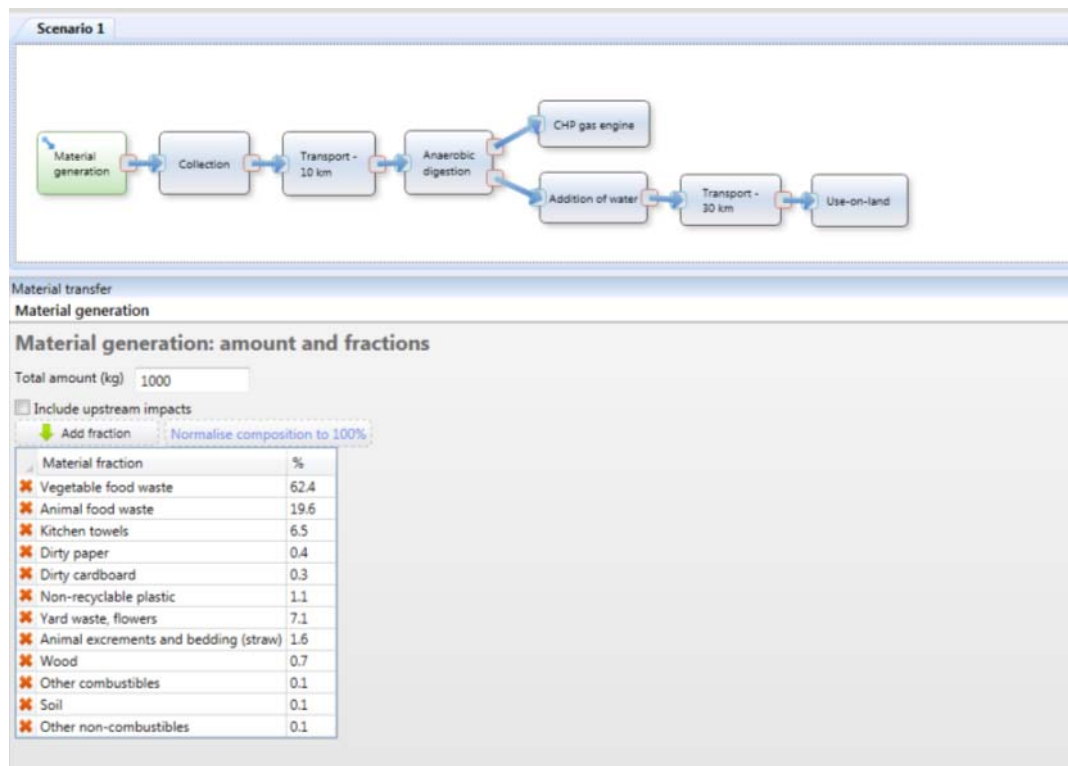 Scenario 1
CHP gas engine
Material
generation
Collection
Transport -
10 km
Anaerobic
digestion
Addition of water
Transport -
30 km
Use-on-land
Material transfer
Material generation
Material generation: amount and fractions
Total amount (kg) 1000
Include upstream impacts
Add fraction Normalise composition to 100%
Material fraction %
Vegetable food waste 62.4
Animal food waste 19.6
Kitchen towels 6.5
Dirty paper 0.4
Dirty cardboard 0.3
Non-recyclable plastic 1.1
Yard waste, flowers 7.1
Animal excrements and bedding (straw) 1.6
Wood 0.7
Other combustibles 0.1
Soil 0.1
Other non-combustibles 0.1